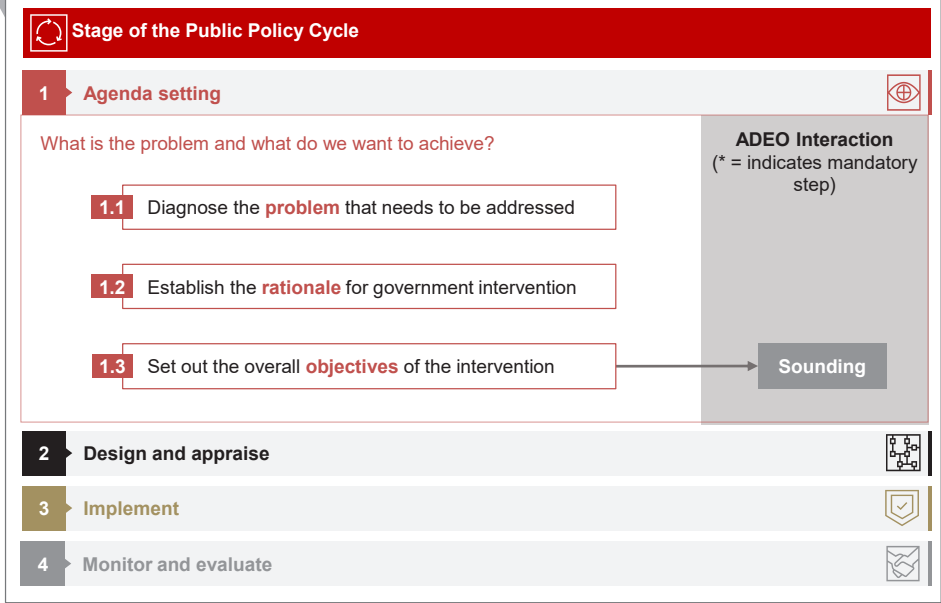 Stage of the Public Policy Cycle
1 Agenda setting
What is the problem and what do we want to achieve?
ADEO Interaction
(* = indicates mandatory
step)
1.1 Diagnose the problem that needs to be addressed
1.2 Establish the rationale for government intervention
1.3 Set out the overall objectives of the intervention
Sounding
2 Design and appraise
3 Implement
4 Monitor and evaluate